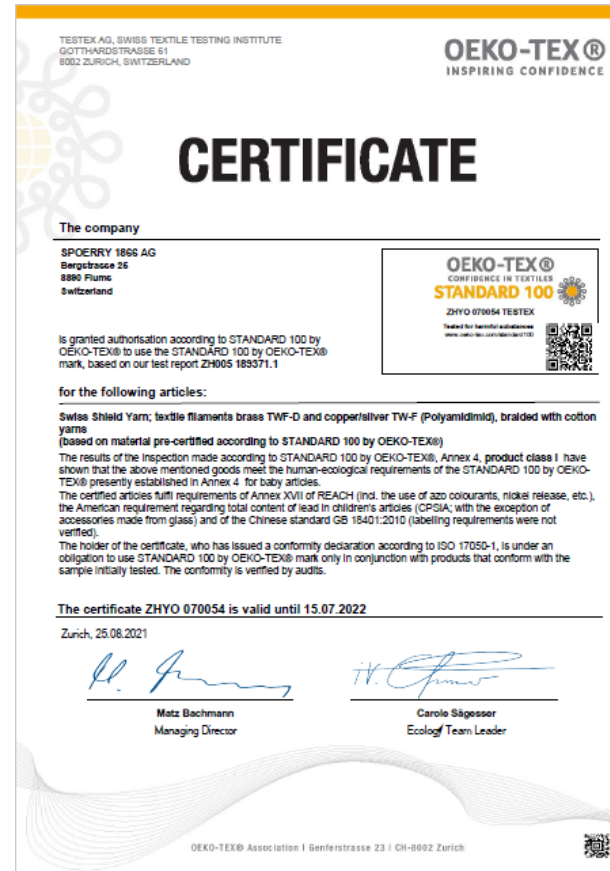 TESTEX AG, SWISS TEXTILE TESTING INSTITUTE
GOTTHARDSTRASSE 61
8002 ZURICH, SWITZERLAND
OEKO-TEX®
INSPIRING CONFIDENCE
CERTIFICATE
The company
SPOERRY 1866 AG
Bergstrasse 25
8890 Flums
Switzerland
OEKO-TEX®
CONFIDENCE IN TEXTILES
STANDARD 100
ZHYO 070054 TESTEX
Tested for harmful substances
www.oeko-tex.com/standard100
is granted authorisation according to STANDARD 100 by
OEKO-TEX® to use the STANDARD 100 by OEKO-TEX®
mark, based on our test report ZH005 189371.1
for the following articles:
Swiss Shield Yarn; textile filaments brass TWF-D and copper/silver TW-F (Polyamidimid), braided with cotton
yarns
(based on material pre-certified according to STANDARD 100 by OEKO-TEX®)
The results of the inspection made according to STANDARD 100 by OEKO-TEX®, Annex 4, product class I have
shown that the above mentioned goods meet the human-ecological requirements of the STANDARD 100 by OEKO-
TEX® presently established in Annex 4 for baby articles.
The certified articles fulfil requirements of Annex XVII of REACH (incl. the use of azo colourants, nickel release, etc.),
the American requirement regarding total content of lead in children's articles (CPSIA; with the exception of
accessories made from glass) and of the Chinese standard GB 18401:2010 (labelling requirements were not
verified).
The holder of the certificate, who has issued a conformity declaration according to ISO 17050-1, is under an
obligation to use STANDARD 100 by OEKO-TEX® mark only in conjunction with products that conform with the
sample initially tested. The conformity is verified by audits.
The certificate ZHYO 070054 is valid until 15.07.2022
Zurich, 25.08.2021
Matz Bachmann
Managing Director
Carole Sägesser
Ecology Team Leader
OEKO-TEX® Association | Genferstrasse 23 | CH-8002 Zurich